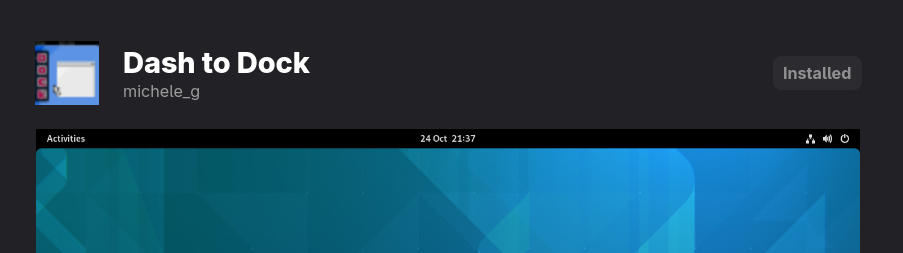 Dash to Dock
michele_g
Installed
Activities
24 Oct 21:37